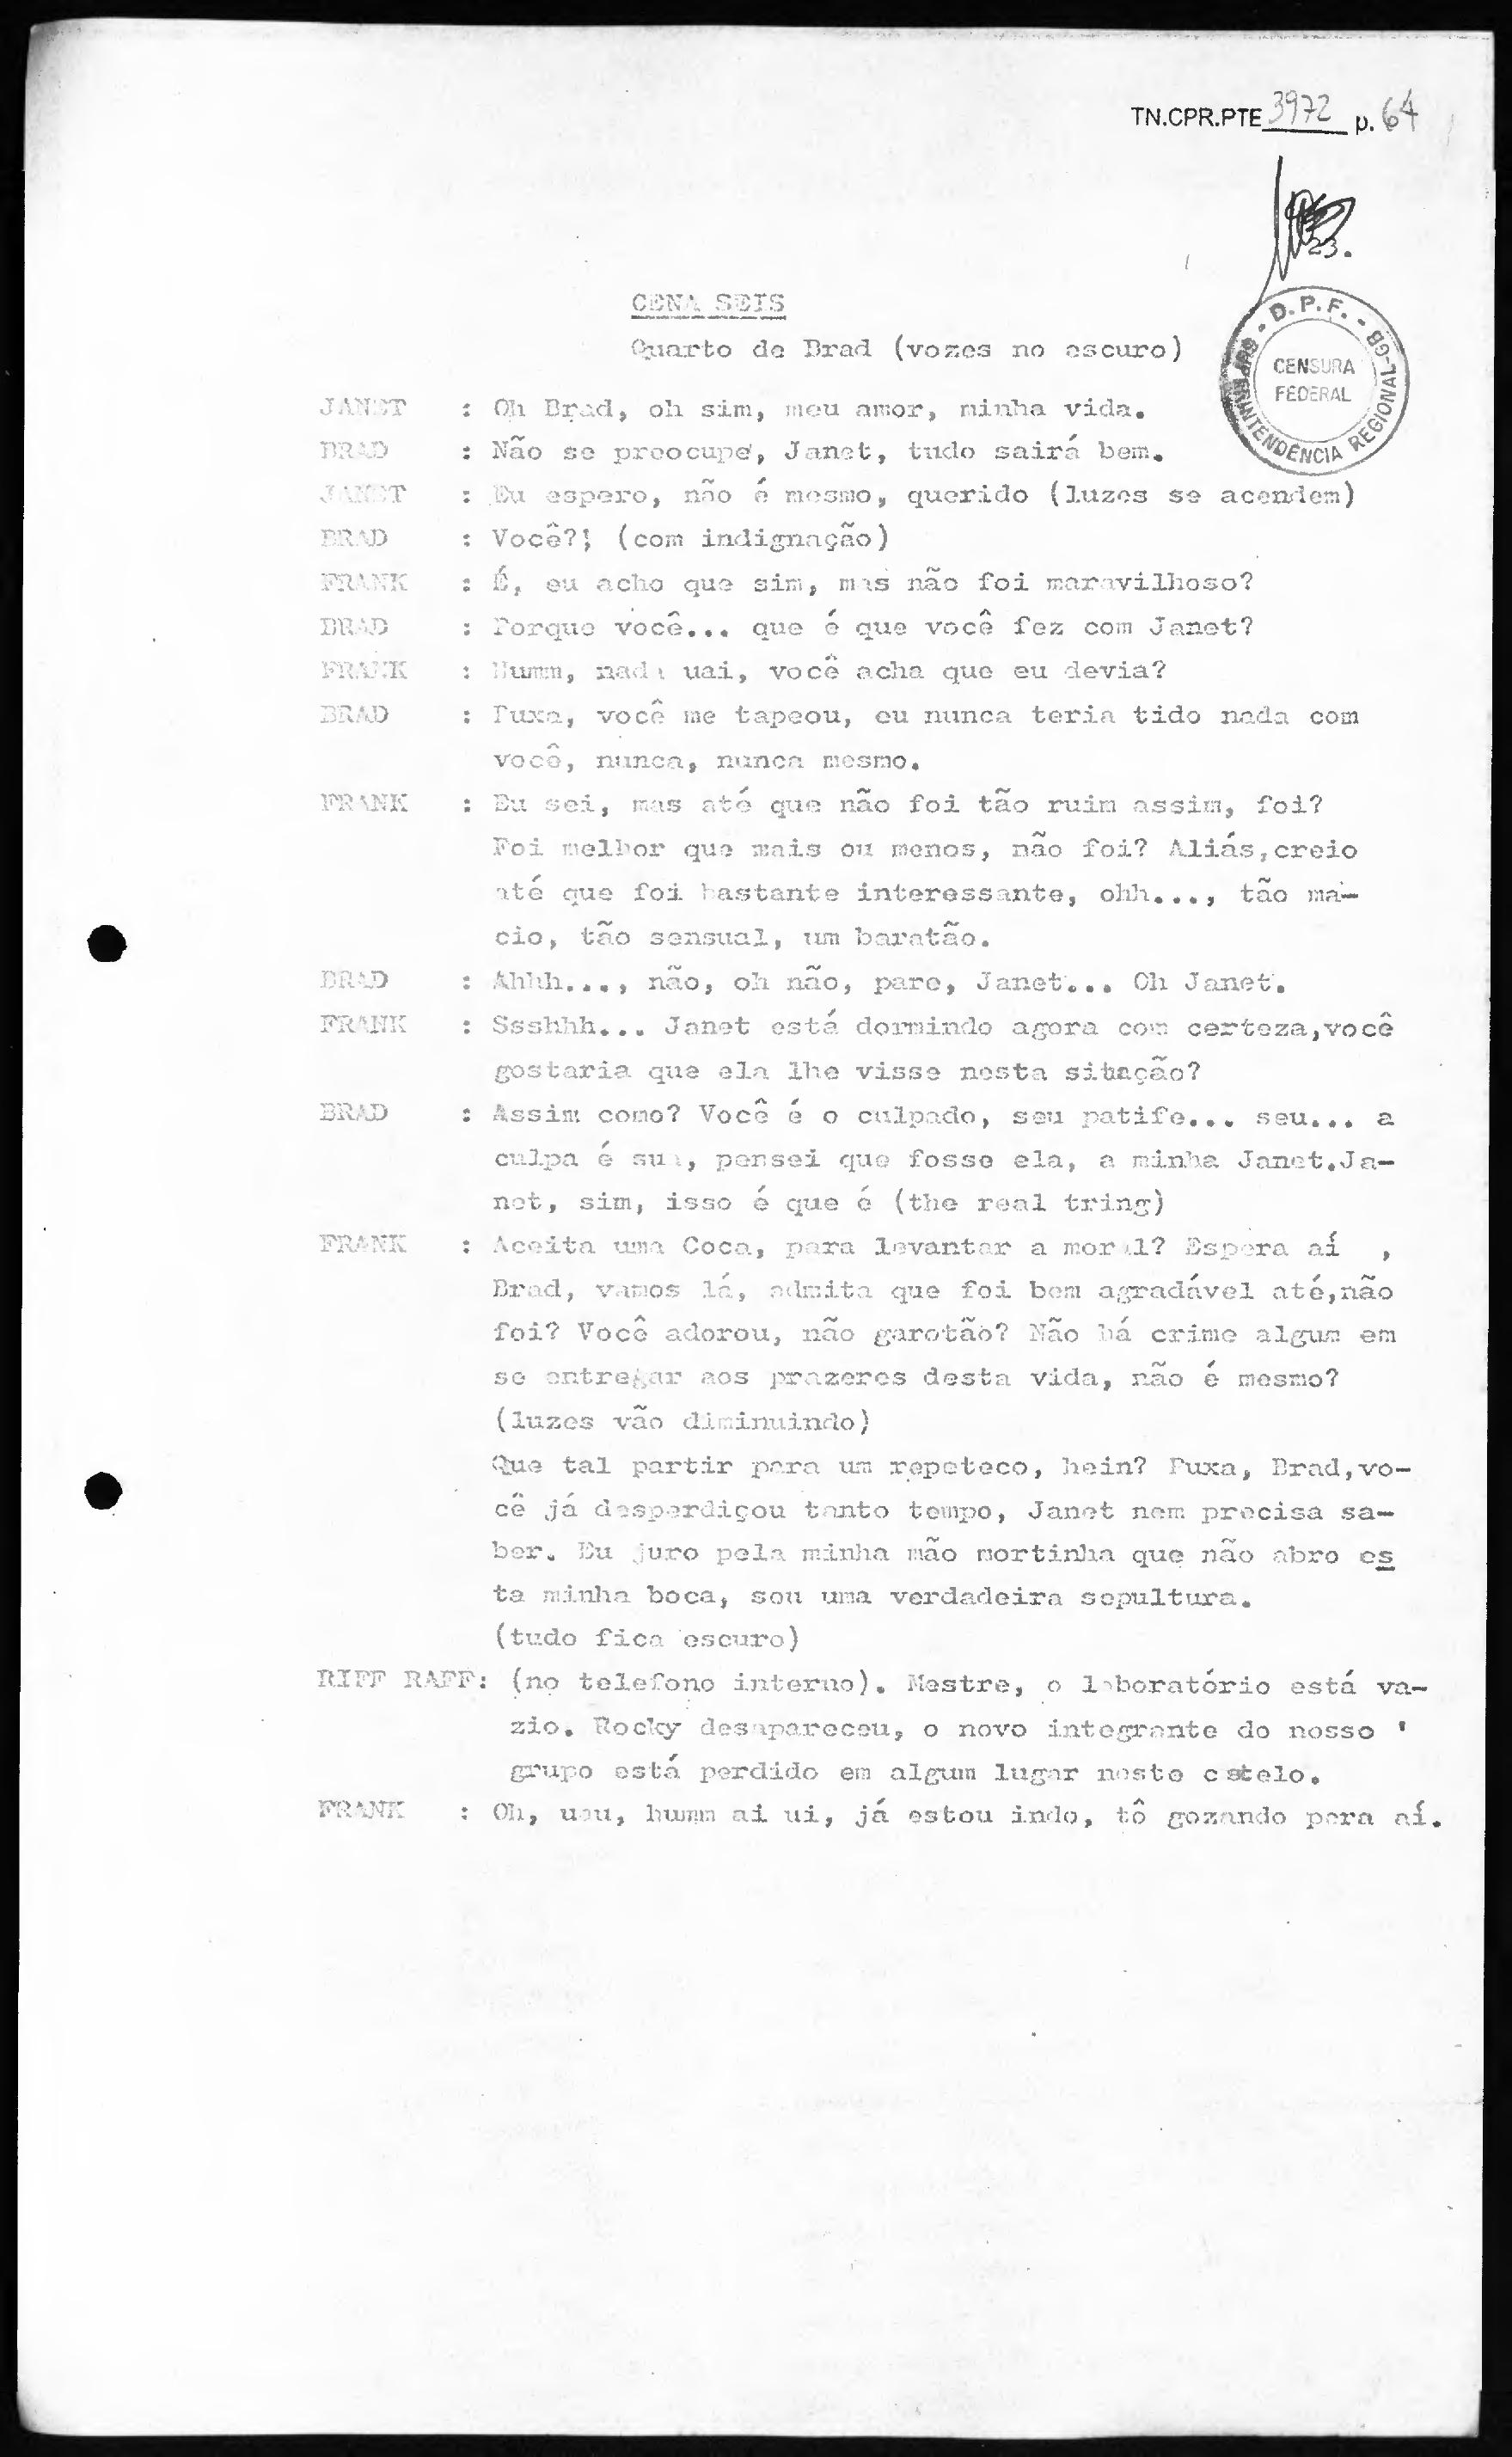 TN.CPR.PTE 3972 p. 64
23.
D.P.F. - SUPERINTENDÊNCIA REGIONAL-GB
CENSURA
FEDERAL
CENA SEIS
Quarto de Brad (vozes no escuro)
JANET : Oh Brad, oh sim, meu amor, minha vida.
BRAD : Não se preocupe, Janet, tudo sairá bem.
JANET : Eu espero, não é mesmo, querido (luzes se acendem)
BRAD : Você?! (com indignação)
FRANK : É, eu acho que sim, mas não foi maravilhoso?
BRAD : Porque você... que é que você fez com Janet?
FRANK : Humm, nada uai, você acha que eu devia?
BRAD : Puxa, você me tapeou, eu nunca teria tido nada com
você, nunca, nunca mesmo.
FRANK : Eu sei, mas até que não foi tão ruim assim, foi?
Foi melhor que mais ou menos, não foi? Aliás,creio
até que foi bastante interessante, ohh..., tão ma-
cio, tão sensual, um baratão.
BRAD : Ahhh..., não, oh não, pare, Janet... Oh Janet.
FRANK : Ssshhh... Janet está dormindo agora com certeza,você
gostaria que ela lhe visse nesta situação?
BRAD : Assim como? Você é o culpado, seu patife... seu... a
culpa é sua, pensei que fosse ela, a minha Janet.Ja-
net, sim, isso é que é (the real tring)
FRANK : Aceita uma Coca, para levantar a moral? Espera aí ,
Brad, vamos lá, admita que foi bem agradável até,não
foi? Você adorou, não garotão? Não há crime algum em
se entregar aos prazeres desta vida, não é mesmo?
(luzes vão diminuindo)
Que tal partir para um repeteco, hein? Puxa, Brad,vo-
cê já desperdiçou tanto tempo, Janet nem precisa sa-
ber. Eu juro pela minha mão mortinha que não abro es
ta minha boca, sou uma verdadeira sepultura.
(tudo fica escuro)
RIFF RAFF: (no telefone interno). Mestre, o laboratório está va-
zio. Rocky desapareceu, o novo integrante do nosso '
grupo está perdido em algum lugar neste castelo.
FRANK : Oh, uau, humm ai ui, já estou indo, tô gozando para aí.